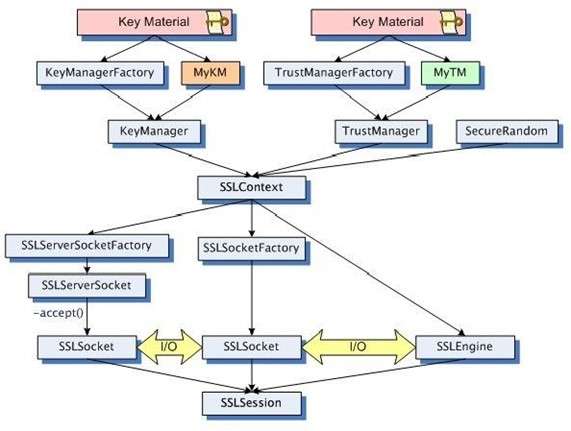 Key Material
Key Material
KeyManagerFactory
MyKM
TrustManagerFactory
MyTM
KeyManager
TrustManager
SecureRandom
SSLContext
SSLServerSocketFactory
SSLSocketFactory
SSLServerSocket
-accept()
SSLSocket
I/O
SSLSocket
I/O
SSLEngine
SSLSession